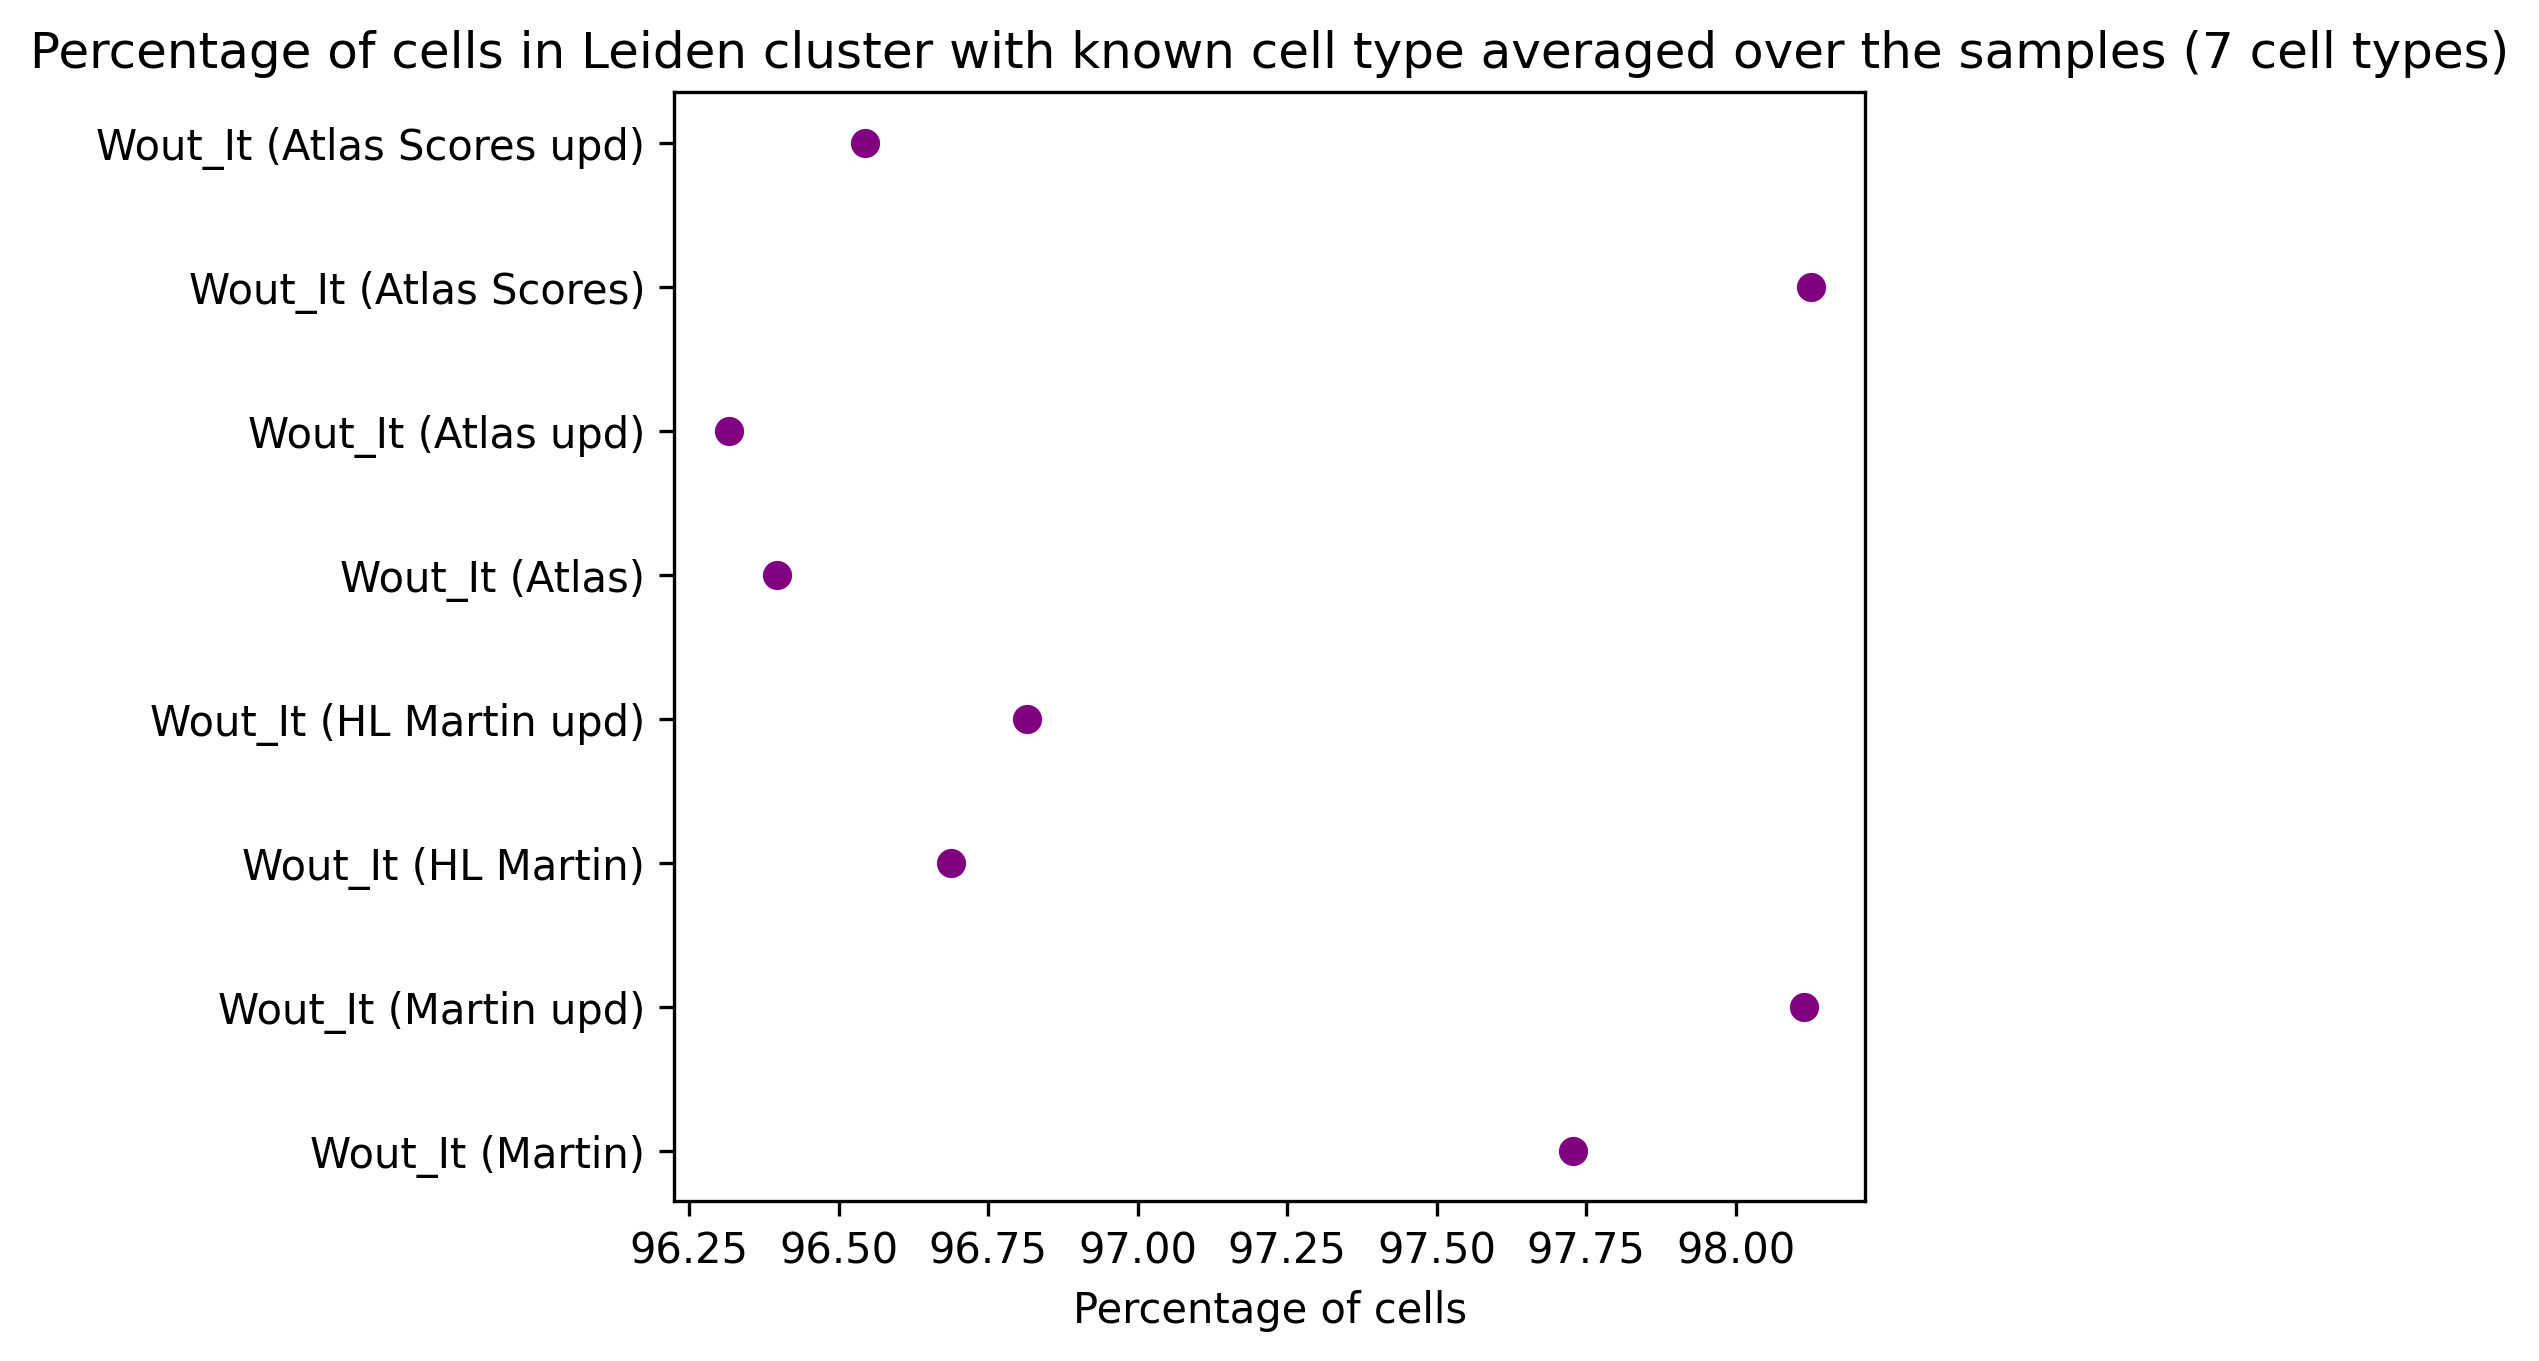 Percentage of cells in Leiden cluster with known cell type averaged over the samples (7 cell types)
Wout_It (Atlas Scores upd)
Wout_It (Atlas Scores)
Wout_It (Atlas upd)
Wout_It (Atlas)
Wout_It (HL Martin upd)
Wout_It (HL Martin)
Wout_It (Martin upd)
Wout_It (Martin)
96.25 96.50 96.75 97.00 97.25 97.50 97.75 98.00
Percentage of cells